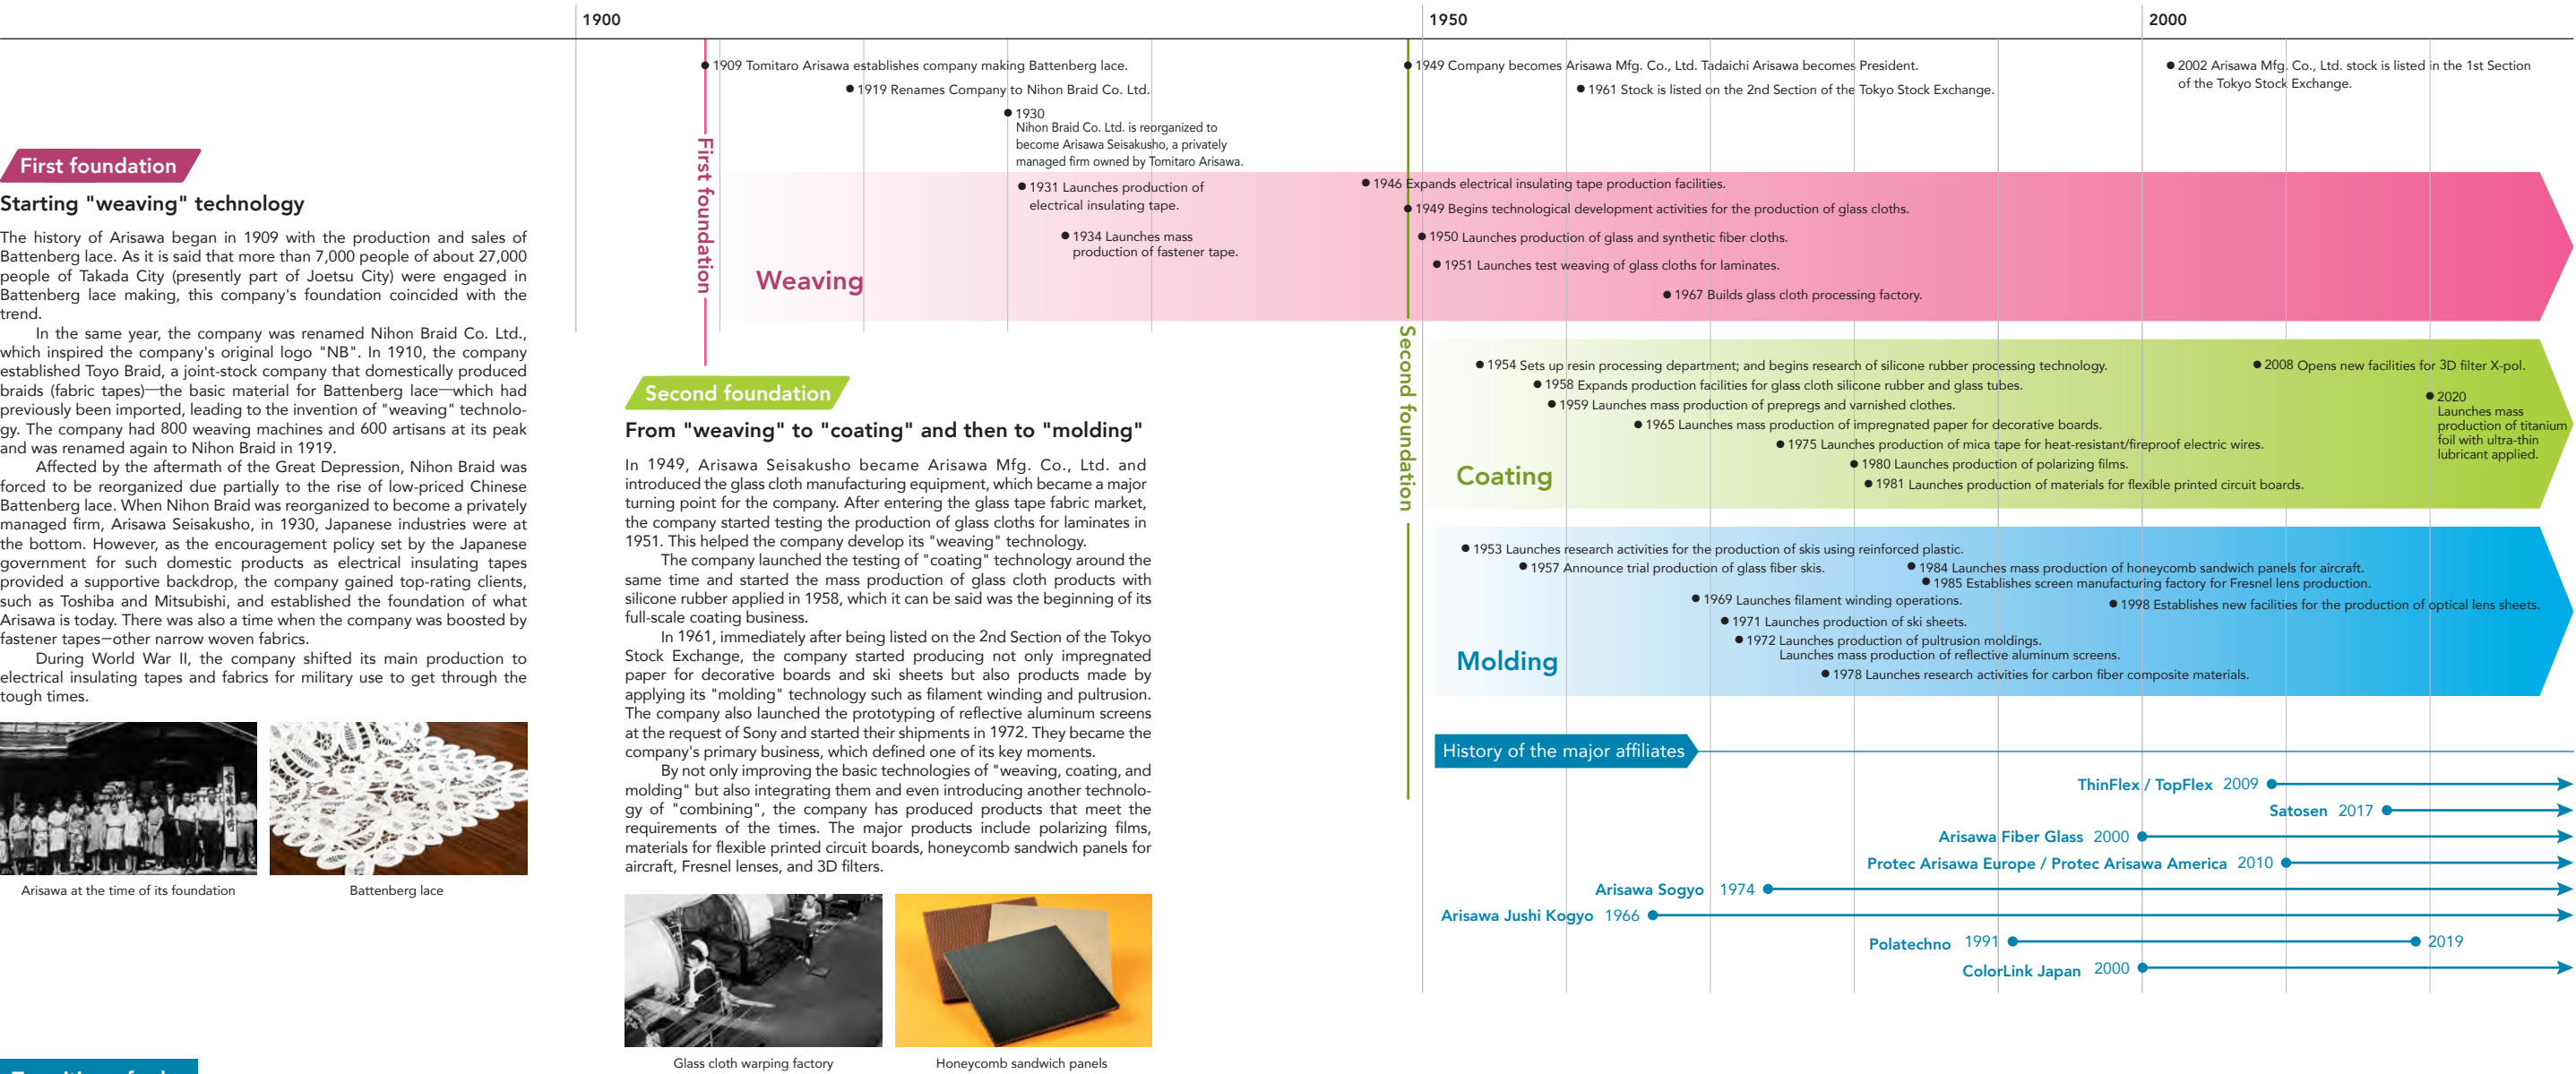 1900
1950
2000
1909 Tomitaro Arisawa establishes company making Battenberg lace.
1919 Renames Company to Nihon Braid Co. Ltd.
1930
Nihon Braid Co. Ltd. is reorganized to
become Arisawa Seisakusho, a privately
managed firm owned by Tomitaro Arisawa.
1949 Company becomes Arisawa Mfg. Co., Ltd. Tadaichi Arisawa becomes President.
1961 Stock is listed on the 2nd Section of the Tokyo Stock Exchange.
2002 Arisawa Mfg. Co., Ltd. stock is listed in the 1st Section
of the Tokyo Stock Exchange.
First foundation
Starting "weaving" technology
The history of Arisawa began in 1909 with the production and sales of
Battenberg lace. As it is said that more than 7,000 people of about 27,000
people of Takada City (presently part of Joetsu City) were engaged in
Battenberg lace making, this company's foundation coincided with the
trend.
In the same year, the company was renamed Nihon Braid Co. Ltd.,
which inspired the company's original logo "NB". In 1910, the company
established Toyo Braid, a joint-stock company that domestically produced
braids (fabric tapes)—the basic material for Battenberg lace—which had
previously been imported, leading to the invention of "weaving" technolo-
gy. The company had 800 weaving machines and 600 artisans at its peak
and was renamed again to Nihon Braid in 1919.
Affected by the aftermath of the Great Depression, Nihon Braid was
forced to be reorganized due partially to the rise of low-priced Chinese
Battenberg lace. When Nihon Braid was reorganized to become a privately
managed firm, Arisawa Seisakusho, in 1930, Japanese industries were at
the bottom. However, as the encouragement policy set by the Japanese
government for such domestic products as electrical insulating tapes
provided a supportive backdrop, the company gained top-rating clients,
such as Toshiba and Mitsubishi, and established the foundation of what
Arisawa is today. There was also a time when the company was boosted by
fastener tapes–other narrow woven fabrics.
During World War II, the company shifted its main production to
electrical insulating tapes and fabrics for military use to get through the
tough times.
Arisawa at the time of its foundation
Battenberg lace
First foundation
Weaving
1931 Launches production of
electrical insulating tape.
1934 Launches mass
production of fastener tape.
1946 Expands electrical insulating tape production facilities.
1949 Begins technological development activities for the production of glass cloths.
1950 Launches production of glass and synthetic fiber cloths.
1951 Launches test weaving of glass cloths for laminates.
1967 Builds glass cloth processing factory.
Second foundation
From "weaving" to "coating" and then to "molding"
In 1949, Arisawa Seisakusho became Arisawa Mfg. Co., Ltd. and
introduced the glass cloth manufacturing equipment, which became a major
turning point for the company. After entering the glass tape fabric market,
the company started testing the production of glass cloths for laminates in
1951. This helped the company develop its "weaving" technology.
The company launched the testing of "coating" technology around the
same time and started the mass production of glass cloth products with
silicone rubber applied in 1958, which it can be said was the beginning of its
full-scale coating business.
In 1961, immediately after being listed on the 2nd Section of the Tokyo
Stock Exchange, the company started producing not only impregnated
paper for decorative boards and ski sheets but also products made by
applying its "molding" technology such as filament winding and pultrusion.
The company also launched the prototyping of reflective aluminum screens
at the request of Sony and started their shipments in 1972. They became the
company's primary business, which defined one of its key moments.
By not only improving the basic technologies of "weaving, coating, and
molding" but also integrating them and even introducing another technolo-
gy of "combining", the company has produced products that meet the
requirements of the times. The major products include polarizing films,
materials for flexible printed circuit boards, honeycomb sandwich panels for
aircraft, Fresnel lenses, and 3D filters.
Glass cloth warping factory
Honeycomb sandwich panels
Second foundation
Coating
1954 Sets up resin processing department; and begins research of silicone rubber processing technology.
1958 Expands production facilities for glass cloth silicone rubber and glass tubes.
1959 Launches mass production of prepregs and varnished clothes.
1965 Launches mass production of impregnated paper for decorative boards.
1975 Launches production of mica tape for heat-resistant/fireproof electric wires.
1980 Launches production of polarizing films.
1981 Launches production of materials for flexible printed circuit boards.
2008 Opens new facilities for 3D filter X-pol.
2020
Launches mass
production of titanium
foil with ultra-thin
lubricant applied.
Molding
1953 Launches research activities for the production of skis using reinforced plastic.
1957 Announce trial production of glass fiber skis.
1984 Launches mass production of honeycomb sandwich panels for aircraft.
1985 Establishes screen manufacturing factory for Fresnel lens production.
1969 Launches filament winding operations.
1998 Establishes new facilities for the production of optical lens sheets.
1971 Launches production of ski sheets.
1972 Launches production of pultrusion moldings.
Launches mass production of reflective aluminum screens.
1978 Launches research activities for carbon fiber composite materials.
History of the major affiliates
ThinFlex / TopFlex 2009
Satosen 2017
Arisawa Fiber Glass 2000
Protec Arisawa Europe / Protec Arisawa America 2010
Arisawa Sogyo 1974
Arisawa Jushi Kogyo 1966
Polatechno 1991 2019
ColorLink Japan 2000